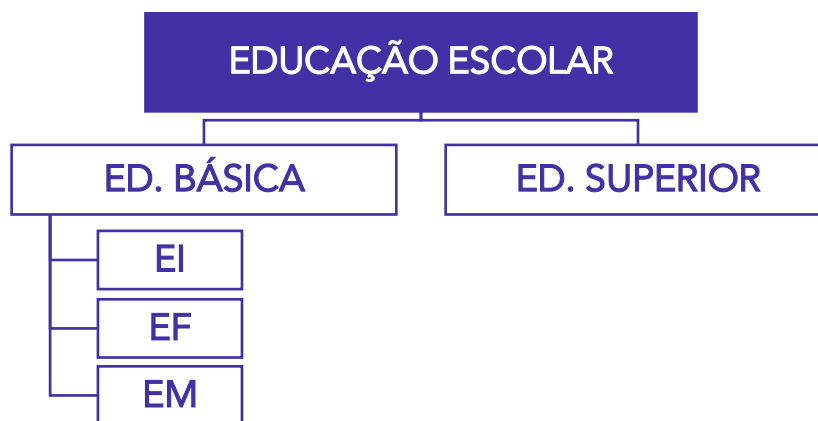 EDUCAÇÃO ESCOLAR
ED. BÁSICA
ED. SUPERIOR
EI
EF
EM